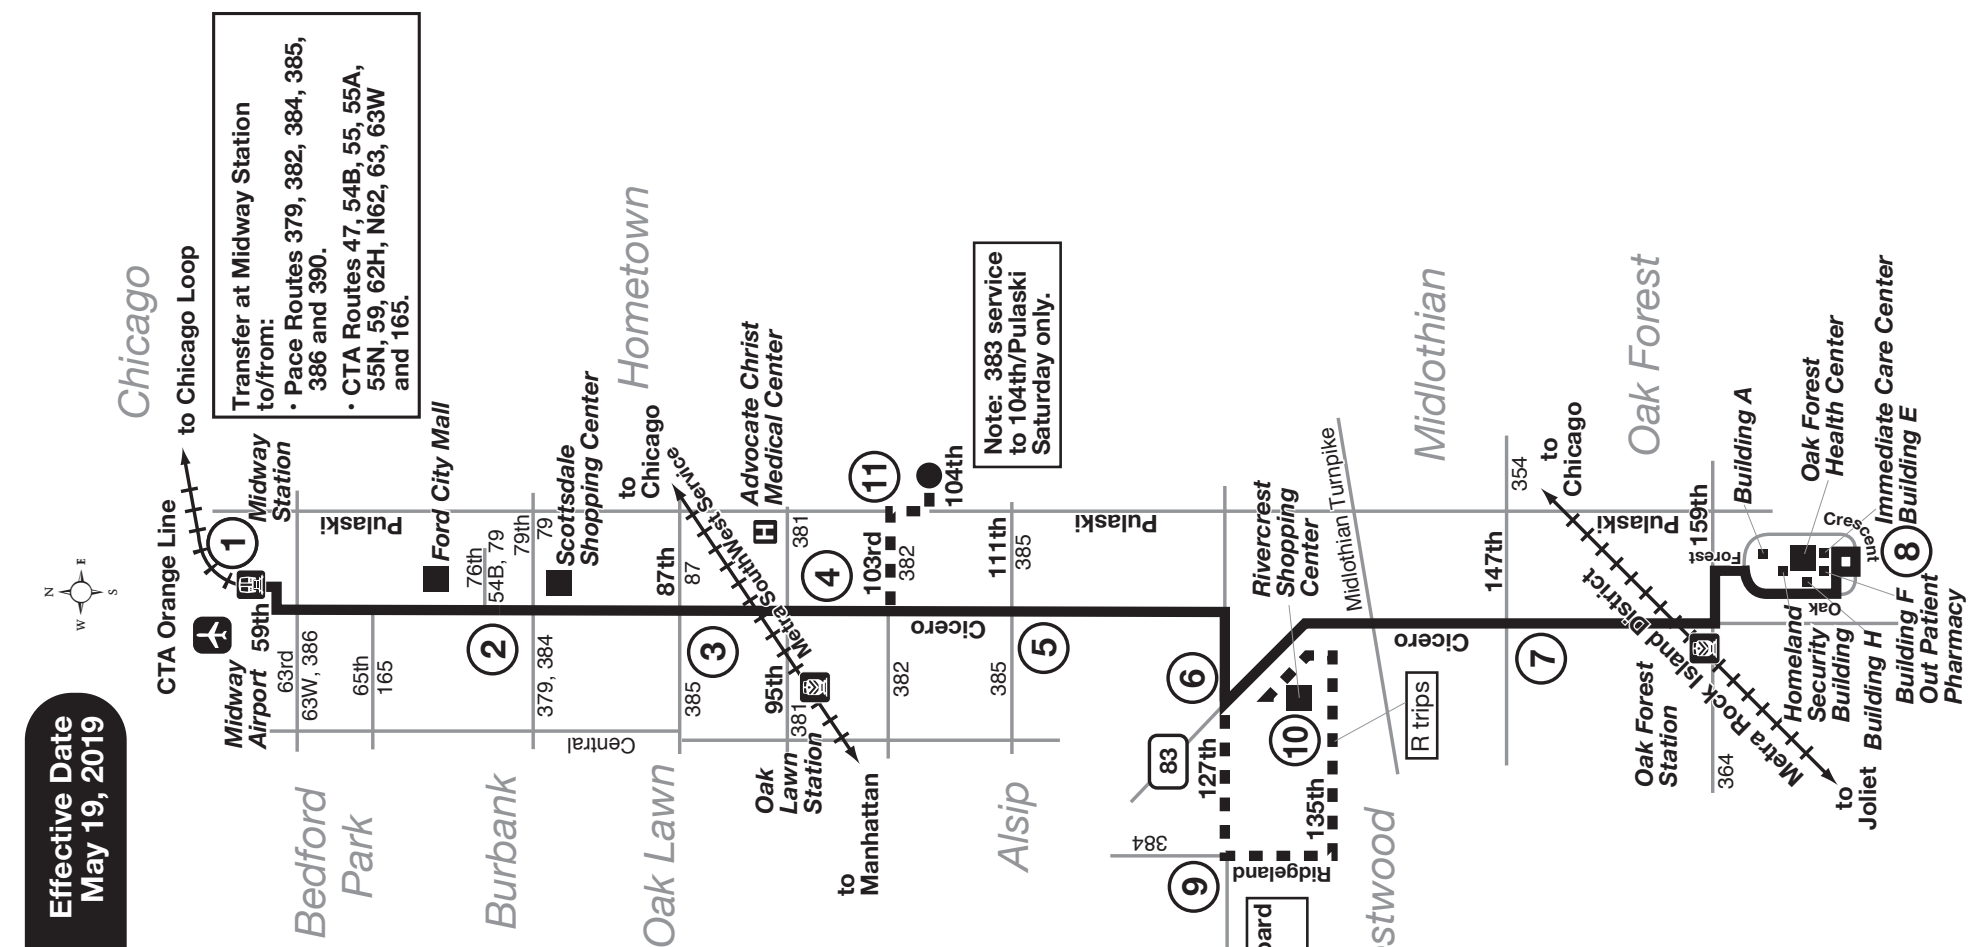 Effective Date
May 19, 2019
N
W
E
S
Chicago
to Chicago Loop
CTA Orange Line
Transfer at Midway Station
to/from:
• Pace Routes 379, 382, 384, 385,
386 and 390.
• CTA Routes 47, 54B, 55, 55A,
55N, 59, 62H, N62, 63, 63W
and 165.
Midway
Station
1
Midway
Airport
59th
63rd
63W, 386
65th
165
Pulaski
Bedford
Park
Ford City Mall
76th
54B, 79
79th
79
2
379, 384
Central
Burbank
Scottsdale
Shopping Center
Hometown
to
Chicago
Metra SouthWest Service
87th
87
385
3
Oak Lawn
95th
381
381
Oak
Lawn
Station
to
Manhattan
Advocate Christ
Medical Center
H
4
11
103rd
382
382
104th
Cicero
Note: 383 service
to 104th/Pulaski
Saturday only.
111th
385
385
5
Alsip
Pulaski
6
83
127th
384
9
Ridgeland
135th
10
Rivercrest
Shopping
Center
Midlothian Turnpike
R trips
Cicero
Midlothian
147th
354
7
to
Chicago
Oak Forest
Pulaski
159th
Metra Rock Island District
Oak Forest
Station
364
to
Joliet
Forest
Oak
Crescent
Building A
Oak Forest
Health Center
Immediate Care Center
Building E
8
Homeland
Security
Building
Building H
Building F
Out Patient
Pharmacy